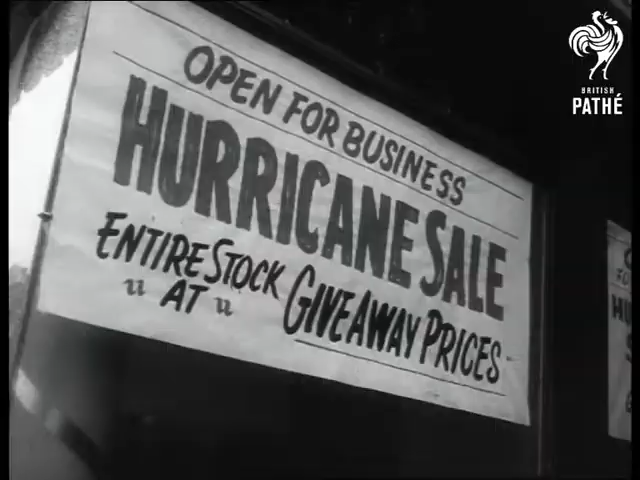 OPEN FOR BUSINESS
HURRICANE SALE
ENTIRE STOCK
AT
GIVEAWAY PRICES
BRITISH
PATHÉ